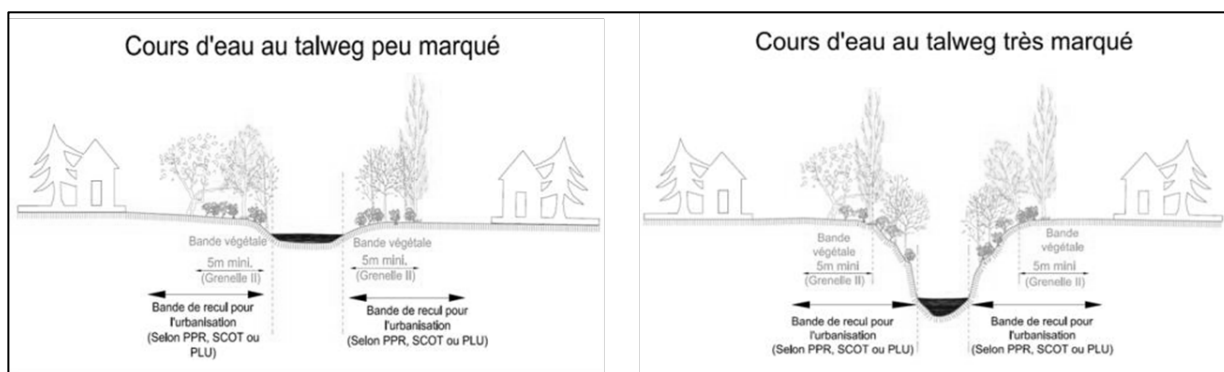 Cours d'eau au talweg peu marqué
Bande végétale
5m mini.
(Grenelle II)
Bande de recul pour
l'urbanisation
(Selon PPR, SCOT ou
PLU)
Bande végétale
5m mini.
(Grenelle II)
Bande de recul pour
l'urbanisation
(Selon PPR, SCOT ou PLU)
Cours d'eau au talweg très marqué
Bande
végétale
5m mini
(Grenelle II)
Bande de recul pour
l'urbanisation
(Selon PPR, SCOT ou PLU)
Bande
végétale
5m mini
(Grenelle II)
Bande de recul pour
l'urbanisation
(Selon PPR, SCOT ou PLU)